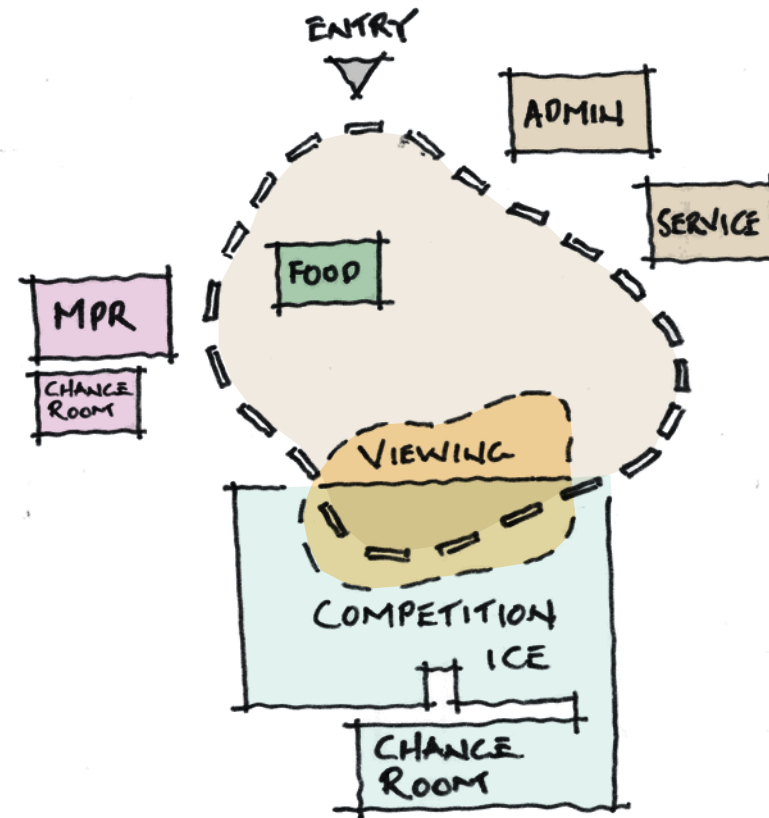 ENTRY
ADMIN
SERVICE
FOOD
MPR
CHANGE
ROOM
VIEWING
COMPETITION
ICE
CHANGE
ROOM